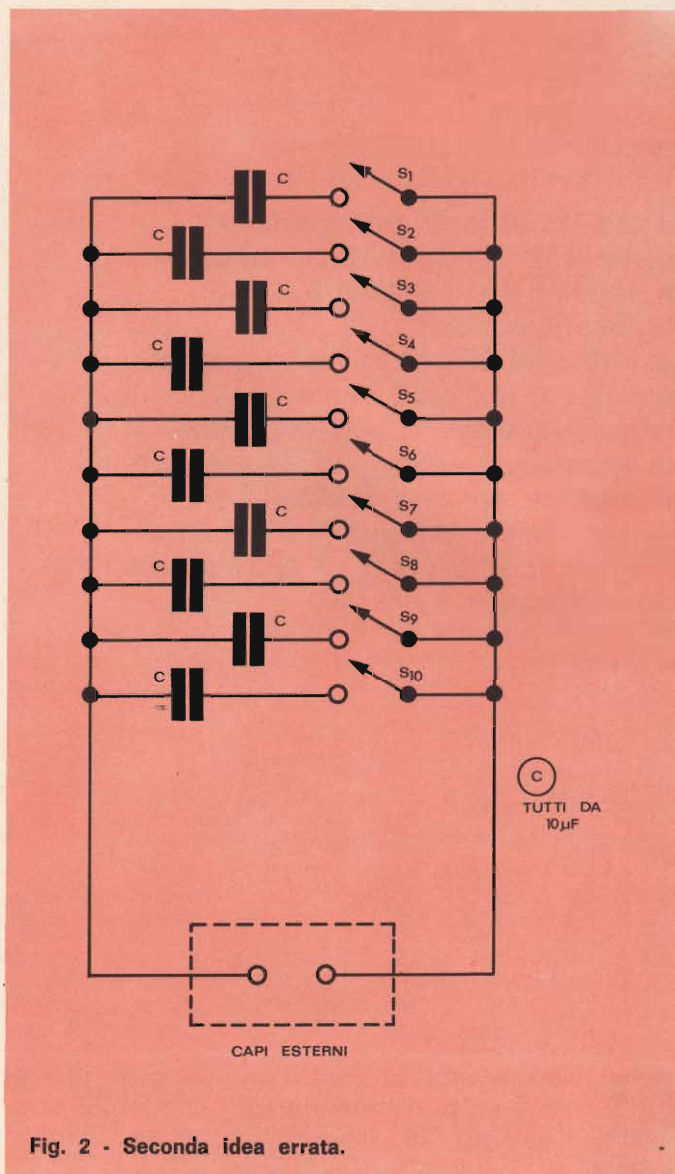 C S1
C S2
C S3
C S4
C S5
C S6
C S7
C S8
C S9
C S10
C
TUTTI DA
10µF
CAPI ESTERNI
Fig. 2 - Seconda idea errata.